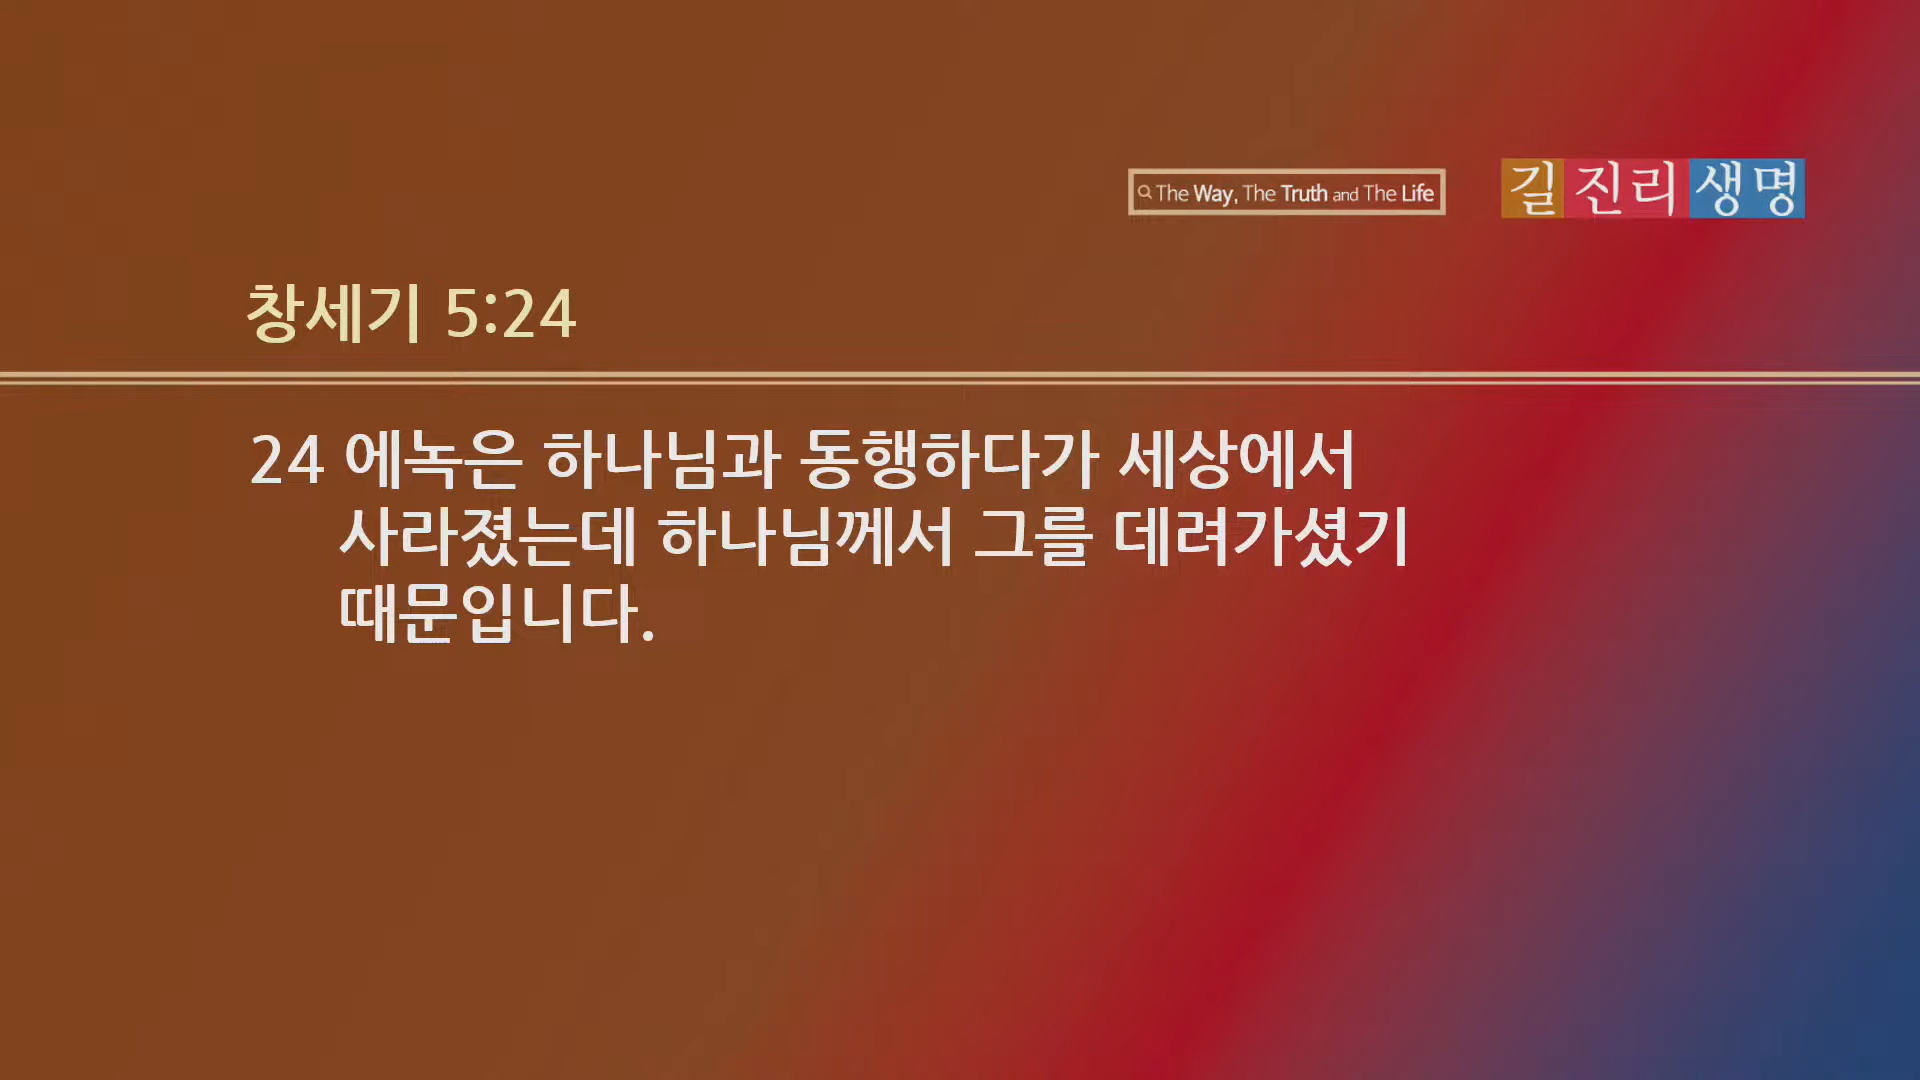 The Way, The Truth and The Life
길 진리 생명
창세기 5:24
24 에녹은 하나님과 동행하다가 세상에서
사라졌는데 하나님께서 그를 데려가셨기
때문입니다.